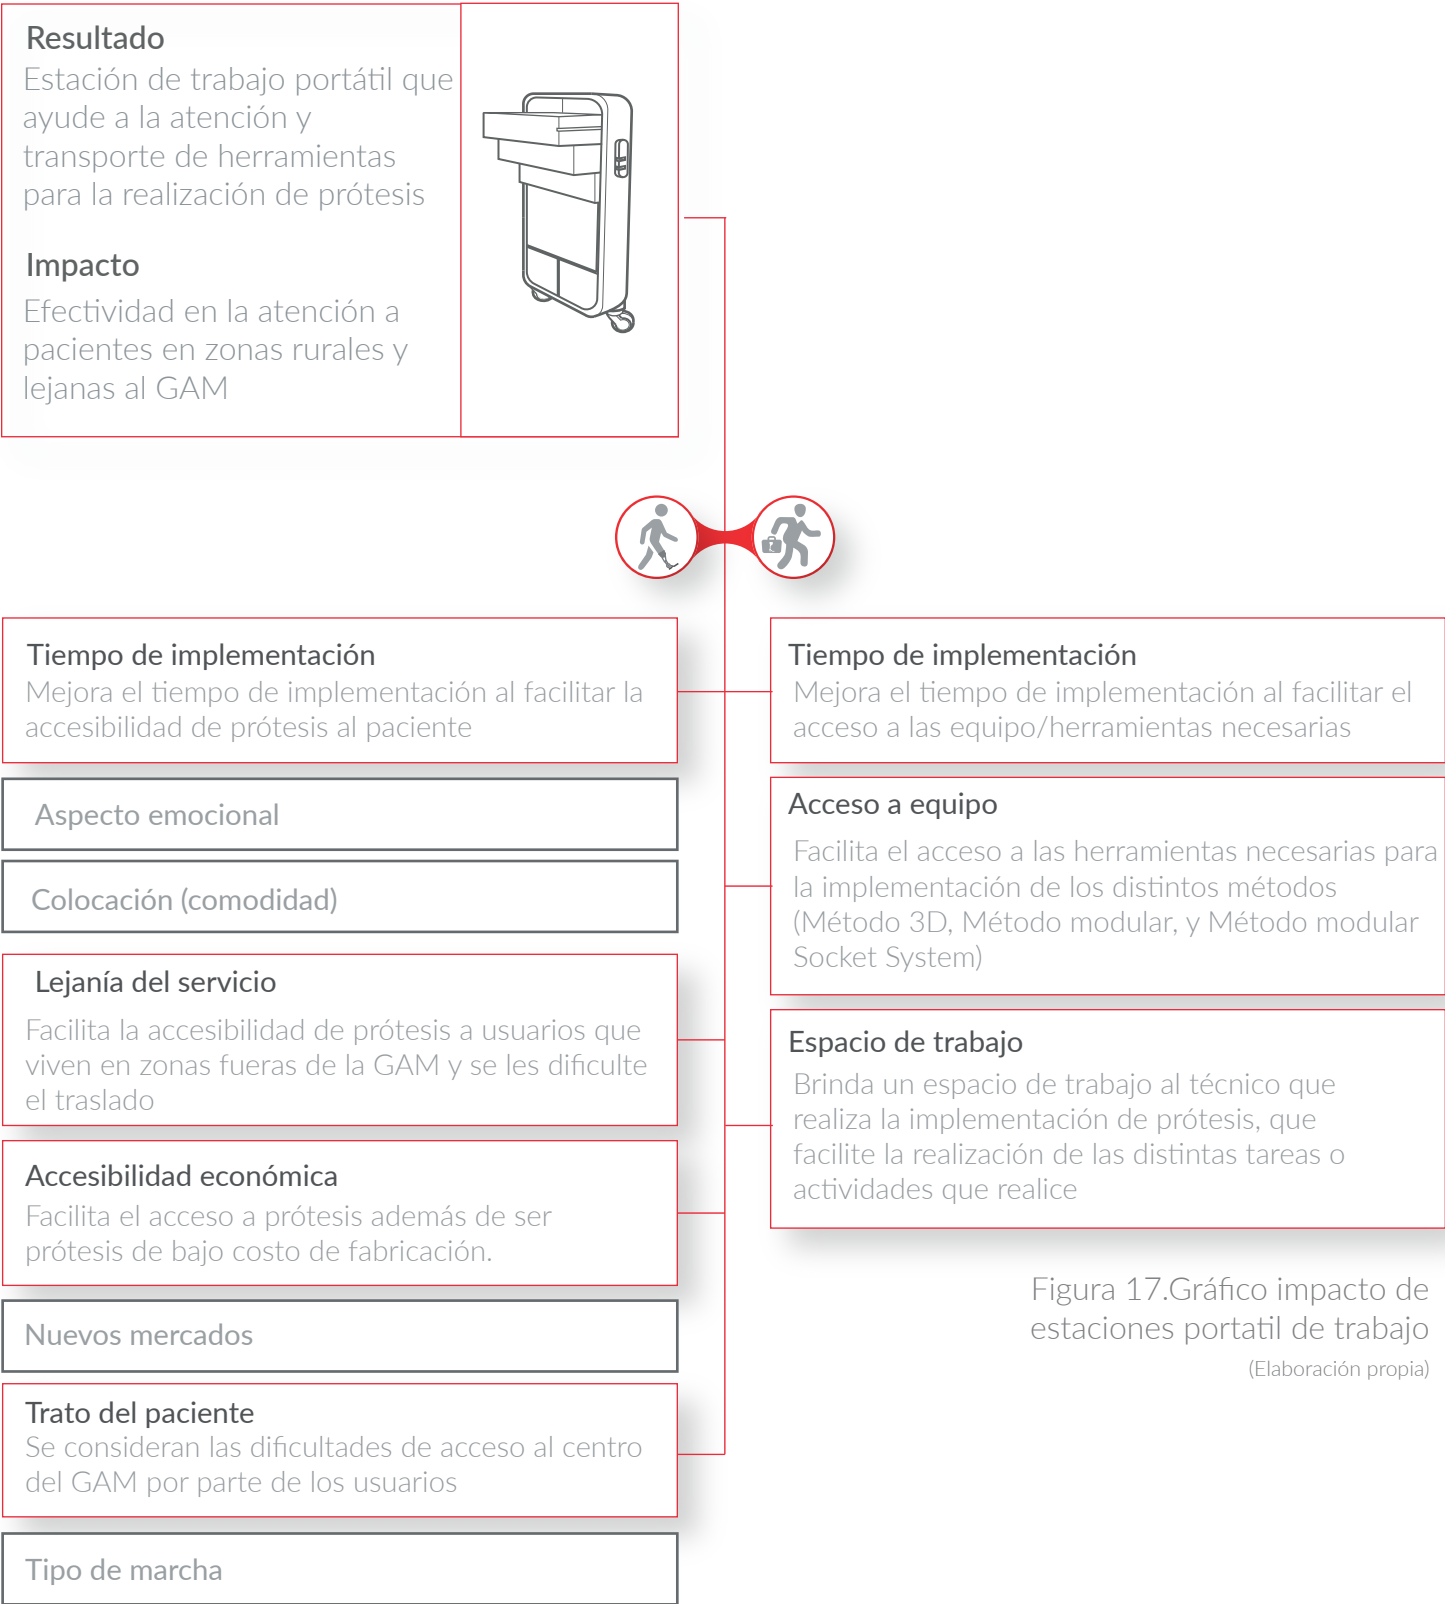 Resultado
Estación de trabajo portátil que
ayude a la atención y
transporte de herramientas
para la realización de prótesis
Impacto
Efectividad en la atención a
pacientes en zonas rurales y
lejanas al GAM
Tiempo de implementación
Mejora el tiempo de implementación al facilitar la
accesibilidad de prótesis al paciente
Aspecto emocional
Colocación (comodidad)
Lejanía del servicio
Facilita la accesibilidad de prótesis a usuarios que
viven en zonas fueras de la GAM y se les dificulte
el traslado
Accesibilidad económica
Facilita el acceso a prótesis además de ser
prótesis de bajo costo de fabricación.
Nuevos mercados
Trato del paciente
Se consideran las dificultades de acceso al centro
del GAM por parte de los usuarios
Tipo de marcha
Tiempo de implementación
Mejora el tiempo de implementación al facilitar el
acceso a las equipo/herramientas necesarias
Acceso a equipo
Facilita el acceso a las herramientas necesarias para
la implementación de los distintos métodos
(Método 3D, Método modular, y Método modular
Socket System)
Espacio de trabajo
Brinda un espacio de trabajo al técnico que
realiza la implementación de prótesis, que
facilite la realización de las distintas tareas o
actividades que realice
Figura 17.Gráfico impacto de
estaciones portatil de trabajo
(Elaboración propia)